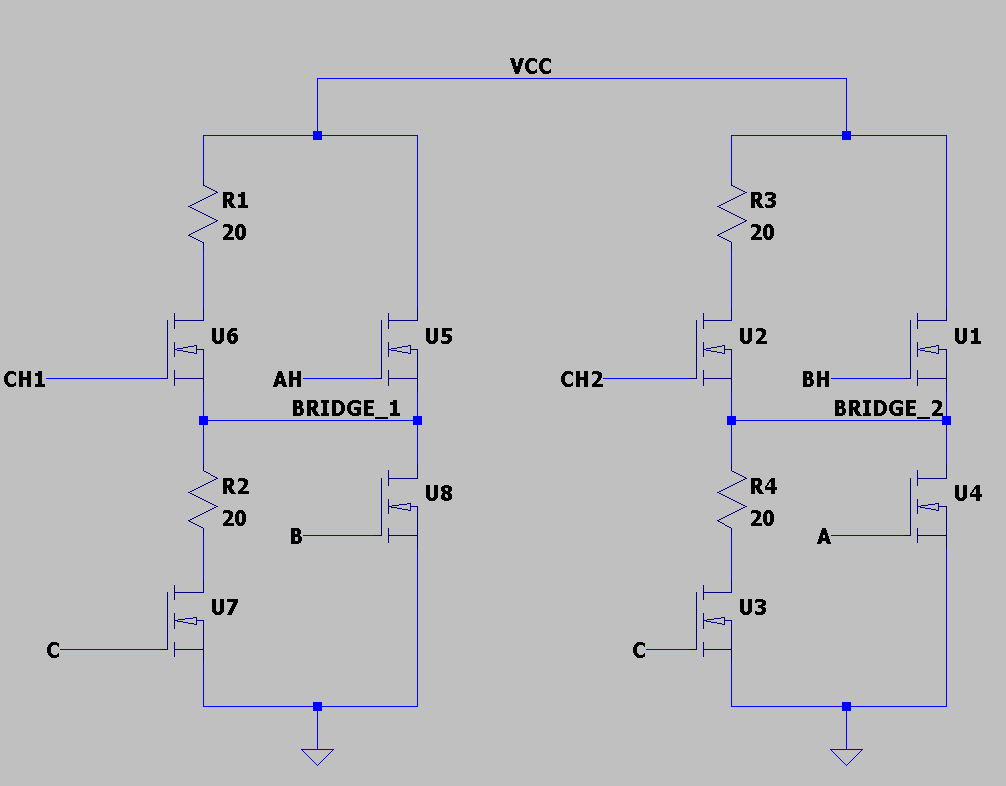 VCC
R1
20
R3
20
U6
U5
U2
U1
CH1
AH
CH2
BH
BRIDGE_1
BRIDGE_2
R2
20
U8
R4
20
U4
B
A
U7
U3
C
C